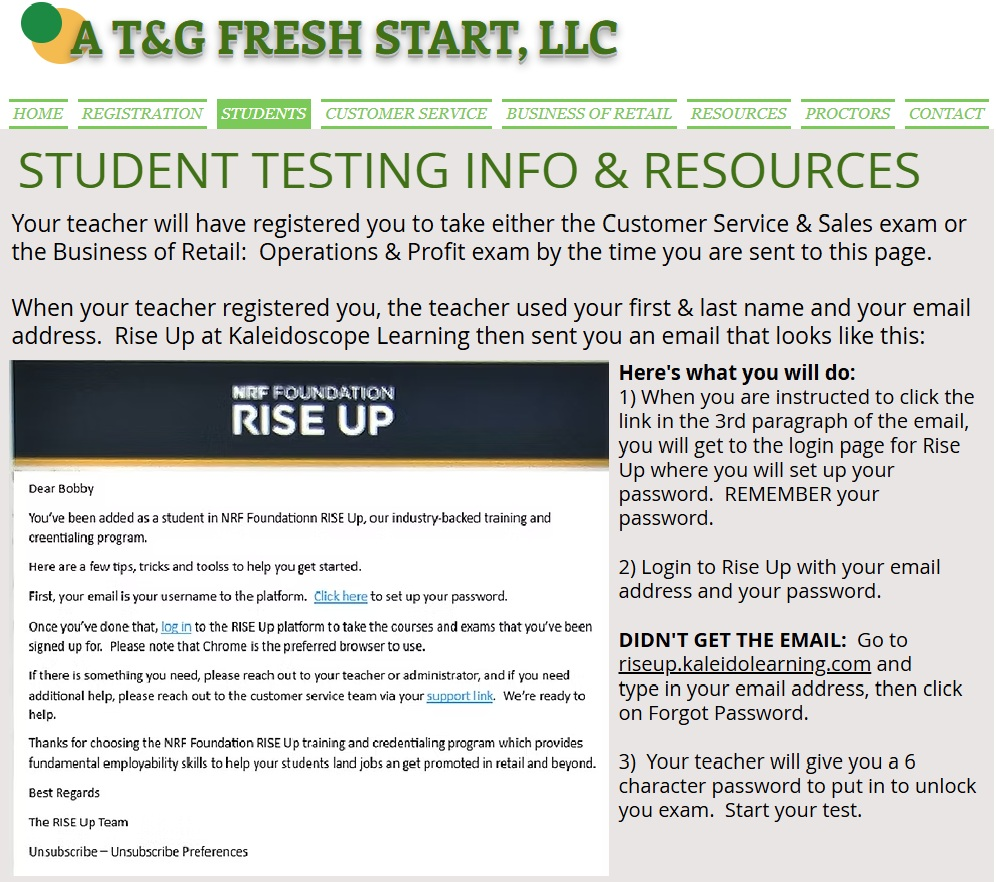 A T&G FRESH START, LLC
HOME REGISTRATION STUDENTS CUSTOMER SERVICE BUSINESS OF RETAIL RESOURCES PROCTORS CONTACT
STUDENT TESTING INFO & RESOURCES
Your teacher will have registered you to take either the Customer Service & Sales exam or
the Business of Retail:  Operations & Profit exam by the time you are sent to this page.
When your teacher registered you, the teacher used your first & last name and your email
address.  Rise Up at Kaleidoscope Learning then sent you an email that looks like this:
NRF FOUNDATION
RISE UP
Dear Bobby
You've been added as a student in NRF Foundationn RISE Up, our industry-backed training and
creentialing program.
Here are a few tips, tricks and toolss to help you get started.
First, your email is your username to the platform.  Click here to set up your password.
Once you've done that, log in to the RISE Up platform to take the courses and exams that you've been
signed up for.  Please note that Chrome is the preferred browser to use.
If there is something you need, please reach out to your teacher or administrator, and if you need
additional help, please reach out to the customer service team via your support link.  We're ready to
help.
Thanks for choosing the NRF Foundation RISE Up training and credentialing program which provides
fundamental employability skills to help your students land jobs an get promoted in retail and beyond.
Best Regards
The RISE Up Team
Unsubscribe – Unsubscribe Preferences
Here's what you will do:
1) When you are instructed to click the
link in the 3rd paragraph of the email,
you will get to the login page for Rise
Up where you will set up your
password.  REMEMBER your
password.
2) Login to Rise Up with your email
address and your password.
DIDN'T GET THE EMAIL:  Go to
riseup.kaleidolearning.com and
type in your email address, then click
on Forgot Password.
3)  Your teacher will give you a 6
character password to put in to unlock
you exam.  Start your test.